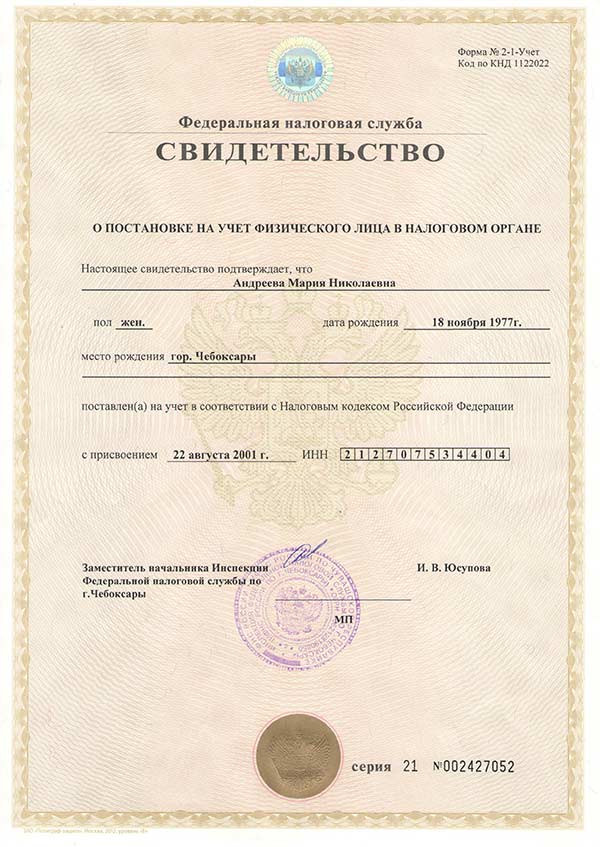 Форма № 2-1-Учет
Код по КНД 1122022
Федеральная налоговая служба
СВИДЕТЕЛЬСТВО
О ПОСТАНОВКЕ НА УЧЕТ ФИЗИЧЕСКОГО ЛИЦА В НАЛОГОВОМ ОРГАНЕ
Настоящее свидетельство подтверждает, что
Андреева Мария Николаевна
пол жен. дата рождения 18 ноября 1977г.
место рождения гор. Чебоксары
поставлен(а) на учет в соответствии с Налоговым кодексом Российской Федерации
с присвоением 22 августа 2001 г. ИНН 212707534404
Заместитель начальника Инспекции И. В. Юсупова
Федеральной налоговой службы по
г.Чебоксары
МП
серия 21 №002427052